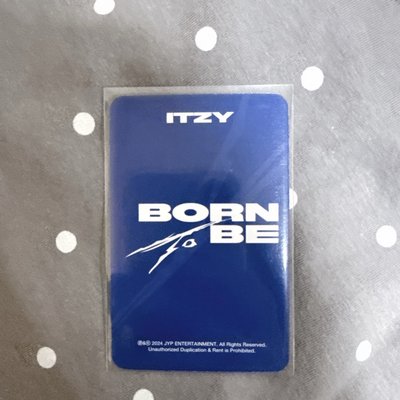 ITZY
BORN
To BE
℗&© 2024 JYP ENTERTAINMENT. All Rights Reserved.
Unauthorized Duplication & Rent is Prohibited.